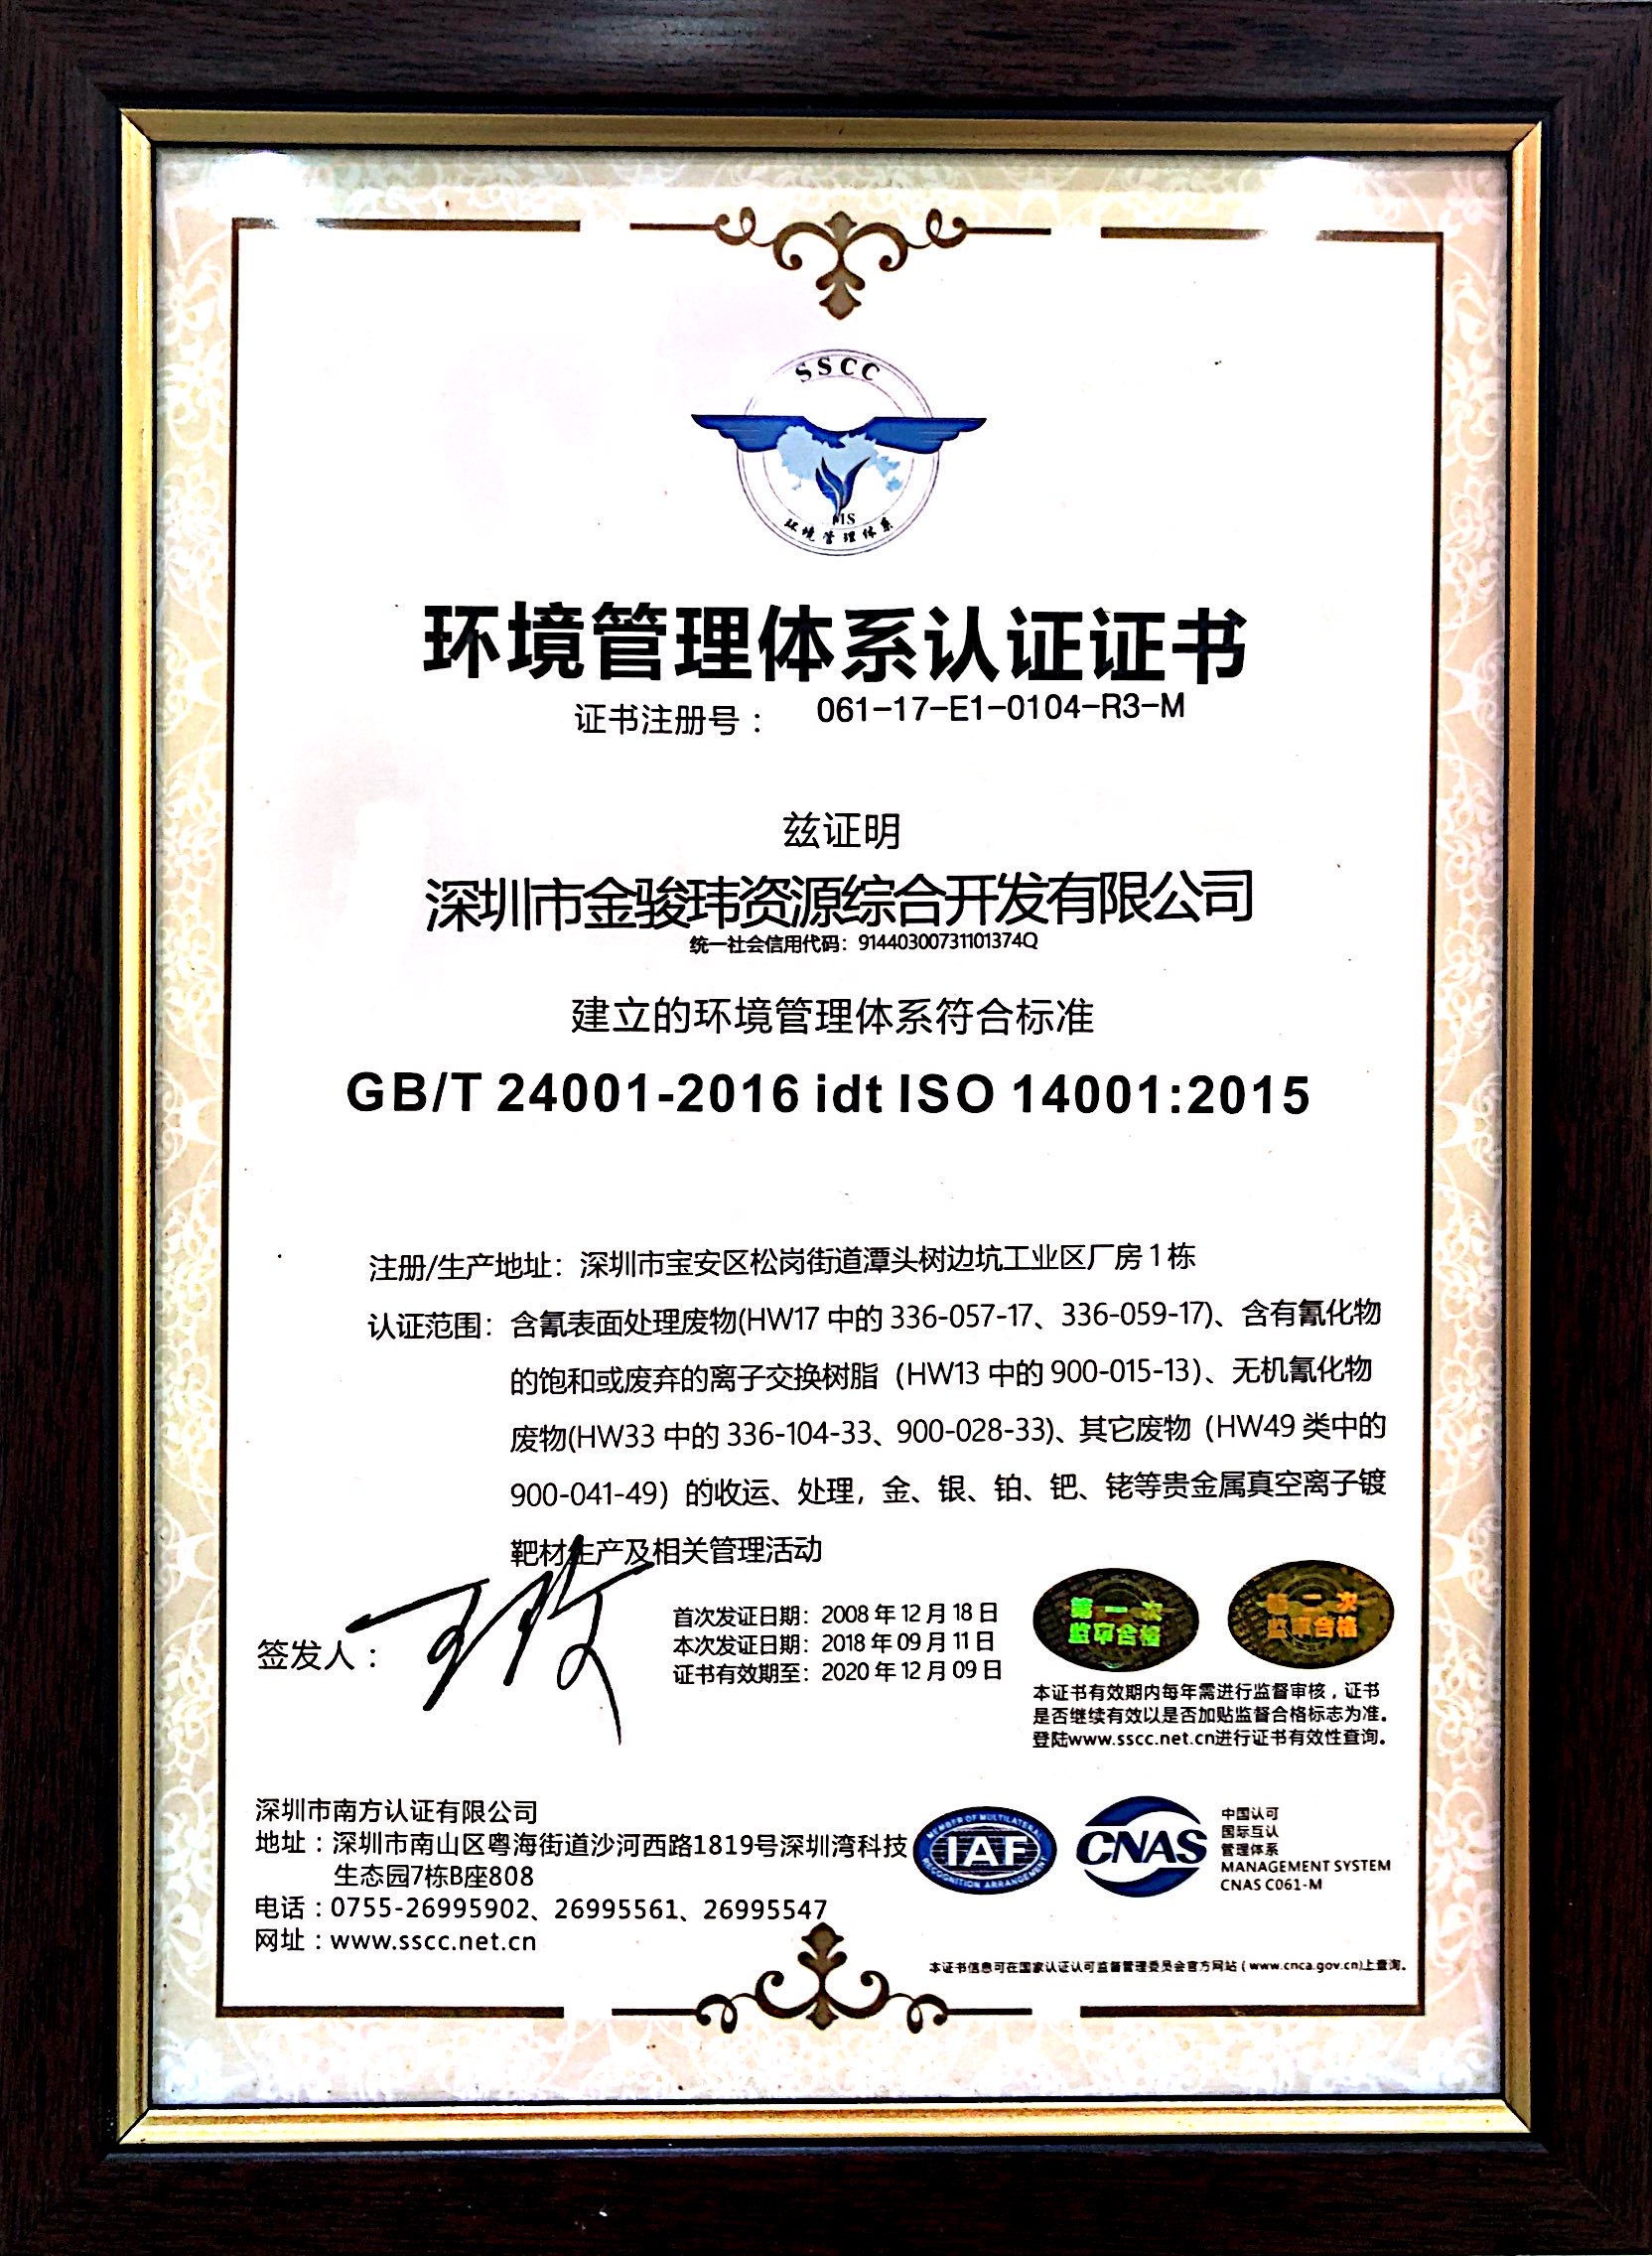 SSCC
MS
环境管理体系
环境管理体系认证证书
证书注册号： 061-17-E1-0104-R3-M
兹证明
深圳市金骏玮资源综合开发有限公司
统一社会信用代码：91440300731101374Q
建立的环境管理体系符合标准
GB/T 24001-2016 idt ISO 14001:2015
注册/生产地址：深圳市宝安区松岗街道潭头树边坑工业区厂房1栋
认证范围：含氰表面处理废物(HW17 中的 336-057-17、336-059-17)、含有氰化物
的饱和或废弃的离子交换树脂（HW13 中的 900-015-13）、无机氰化物
废物(HW33 中的 336-104-33、900-028-33)、其它废物（HW49 类中的
900-041-49）的收运、处理，金、银、铂、钯、铑等贵金属真空离子镀
靶材生产及相关管理活动
签发人：
首次发证日期：2008 年 12 月 18 日
本次发证日期：2018 年 09 月 11 日
证书有效期至：2020 年 12 月 09 日
第一次 监审合格
第一次 监审合格
本证书有效期内每年需进行监督审核，证书
是否继续有效以是否加贴监督合格标志为准。
登陆www.sscc.net.cn进行证书有效性查询。
深圳市南方认证有限公司
地址：深圳市南山区粤海街道沙河西路1819号深圳湾科技
生态园7栋B座808
电话：0755-26995902、26995561、26995547
网址：www.sscc.net.cn
MEMBER OF MULTILATERAL
IAF
RECOGNITION ARRANGEMENT
CNAS
中国认可
国际互认
管理体系
MANAGEMENT SYSTEM
CNAS C061-M
本证书信息可在国家认证认可监督管理委员会官方网站（www.cnca.gov.cn)上查询。